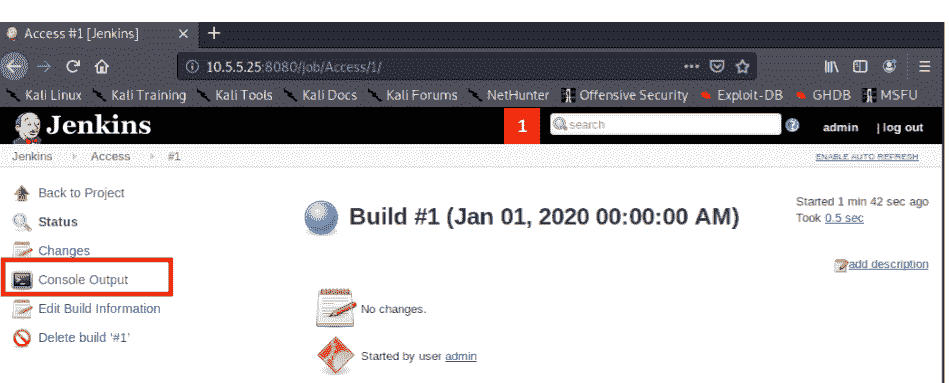 Access #1 [Jenkins]
10.5.5.25:8080/job/Access/1/
Kali Linux Kali Training Kali Tools Kali Docs Kali Forums NetHunter Offensive Security Exploit-DB GHDB MSFU
Jenkins 1 search admin | log out
Jenkins Access #1 ENABLE AUTO REFRESH
Back to Project
Status
Changes
Console Output
Edit Build Information
Delete build '#1'
Build #1 (Jan 01, 2020 00:00:00 AM)
Started 1 min 42 sec ago
Took 0.5 sec
add description
No changes.
Started by user admin